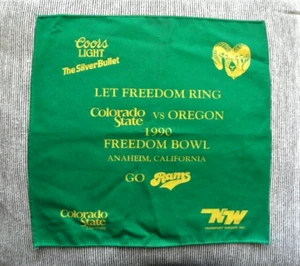 Coors
LIGHT
The Silver Bullet
LET FREEDOM RING
Colorado State vs OREGON
1990
FREEDOM BOWL
ANAHEIM, CALIFORNIA
GO Rams
Colorado
State
NW